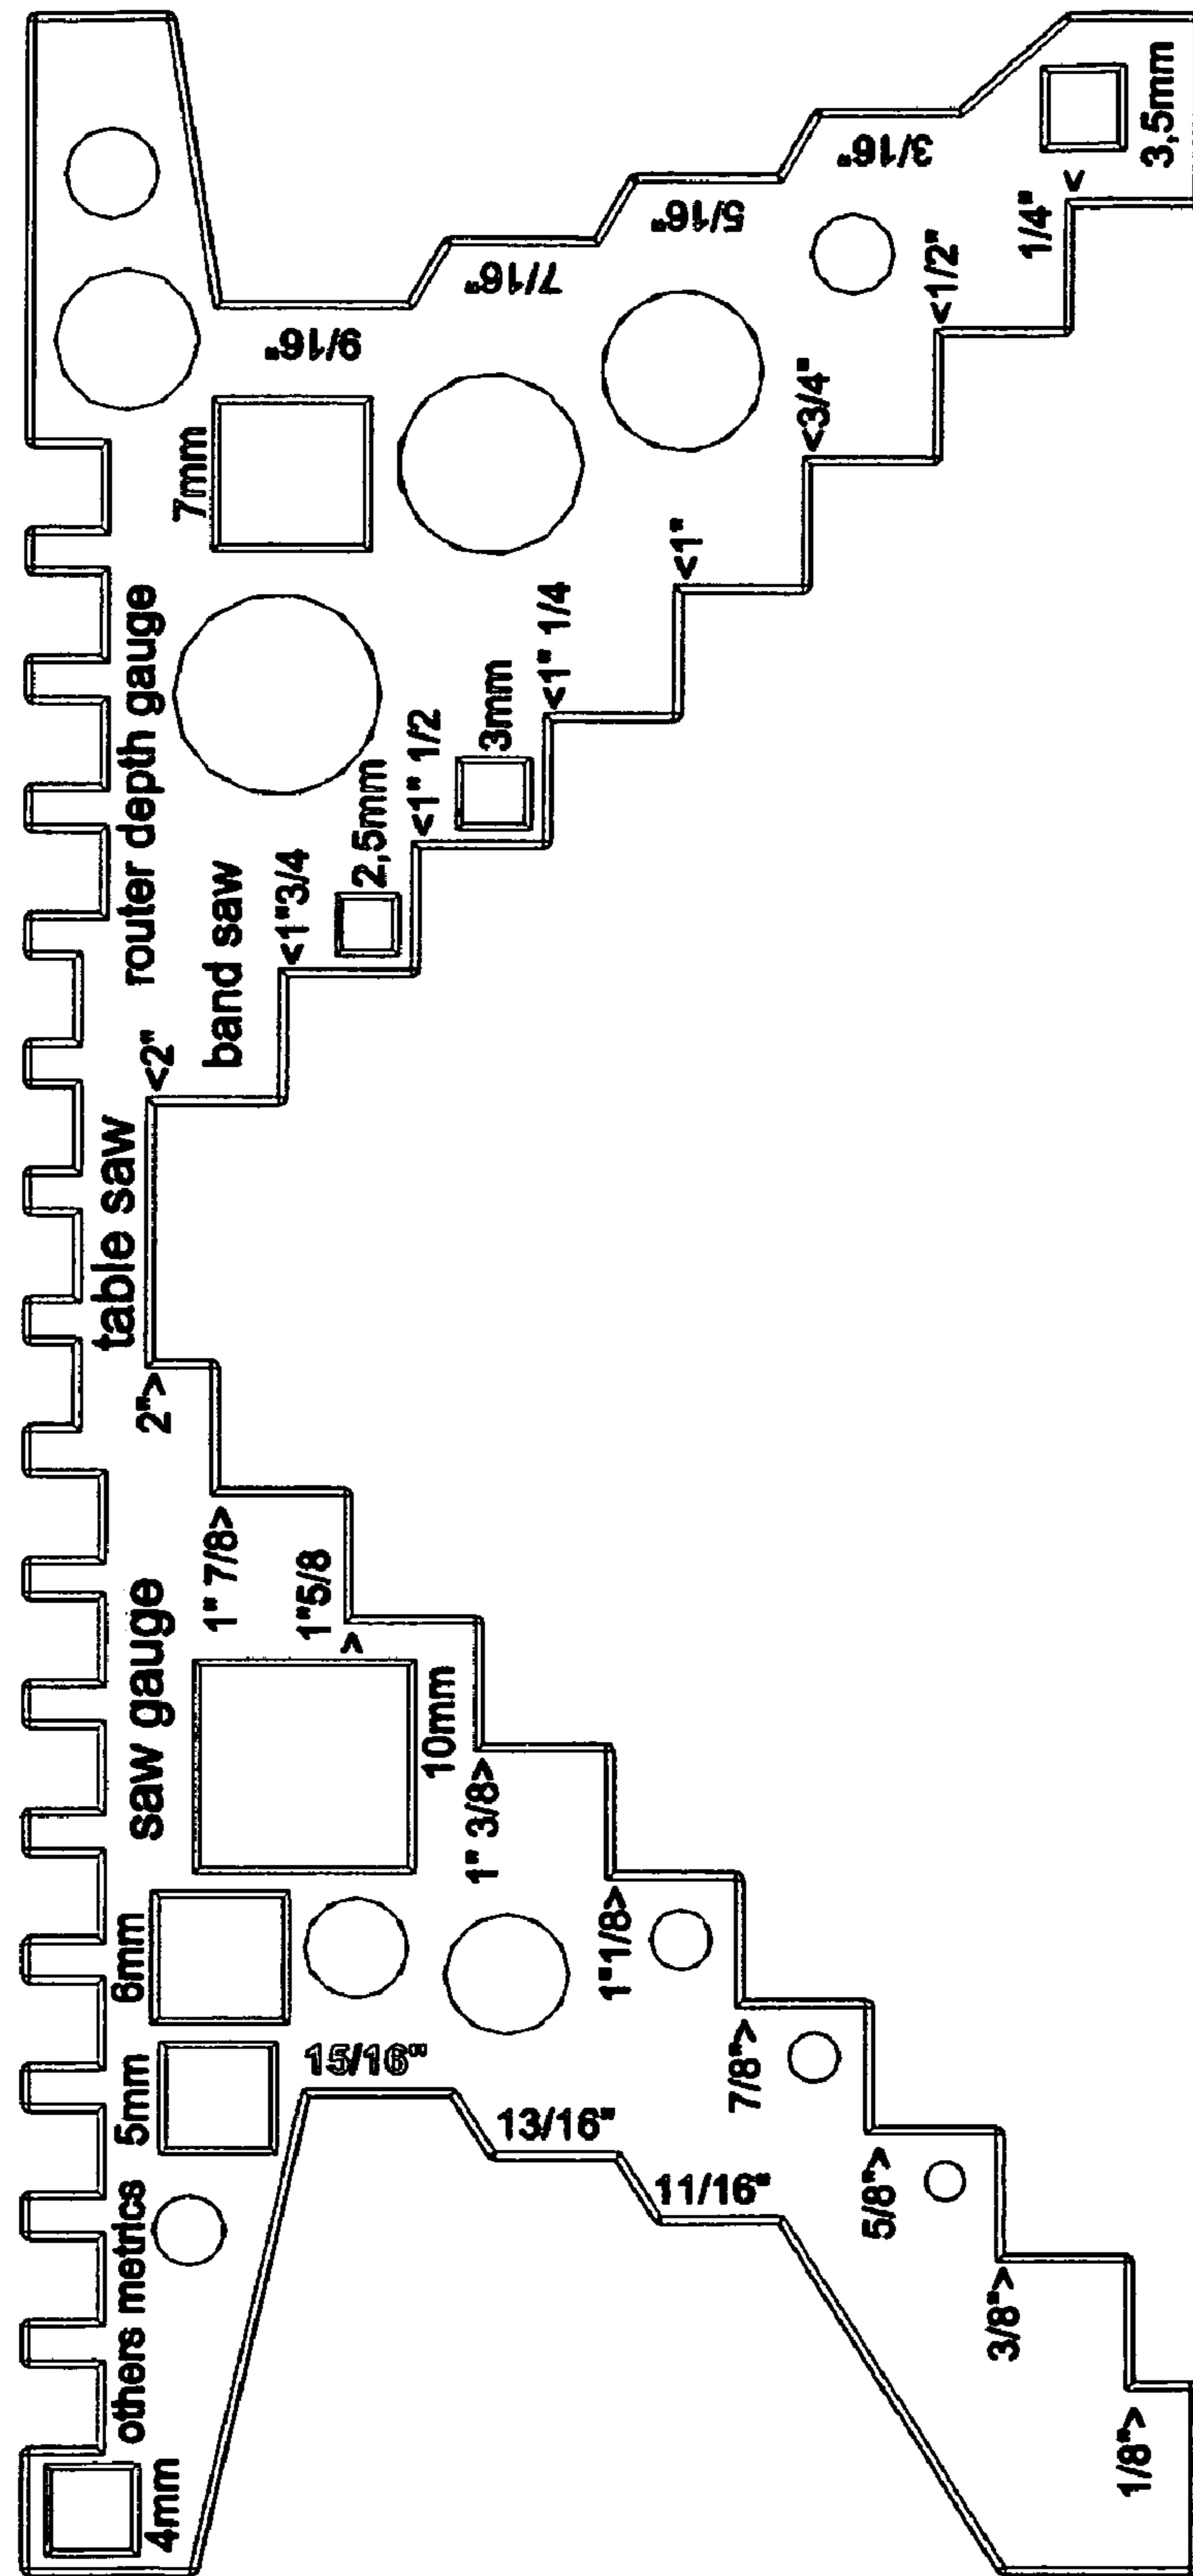 others metrics
saw gauge
table saw
router depth gauge
band saw
4mm
5mm
6mm
10mm
7mm
2,5mm
3mm
3,5mm
15/16"
13/16"
11/16"
9/16"
7/16"
5/16"
3/16"
2">
1" 7/8>
1"5/8
>
1" 3/8>
1"1/8>
7/8">
5/8">
3/8">
1/8">
<2"
<1"3/4
<1" 1/2
<1" 1/4
<1"
<3/4"
<1/2"
1/4"
<